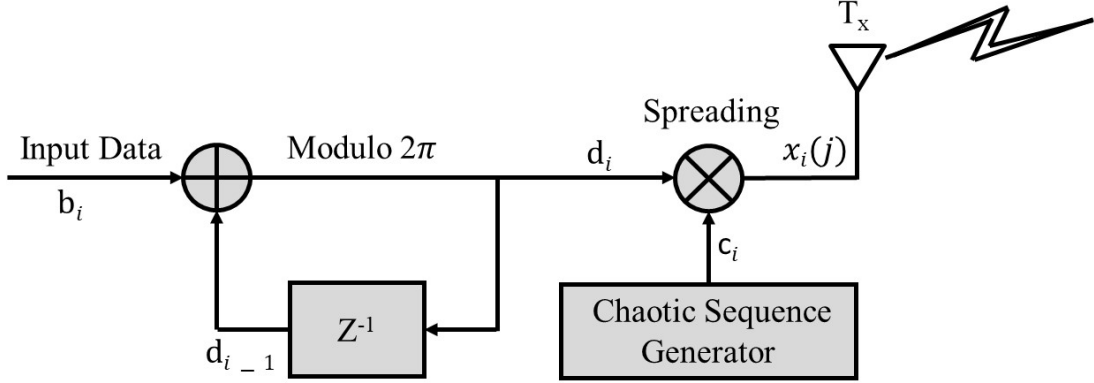 Tₓ
Spreading
Input Data
Modulo 2π
dᵢ
xᵢ(j)
bᵢ
cᵢ
Z⁻¹
Chaotic Sequence
Generator
dᵢ _ ₁